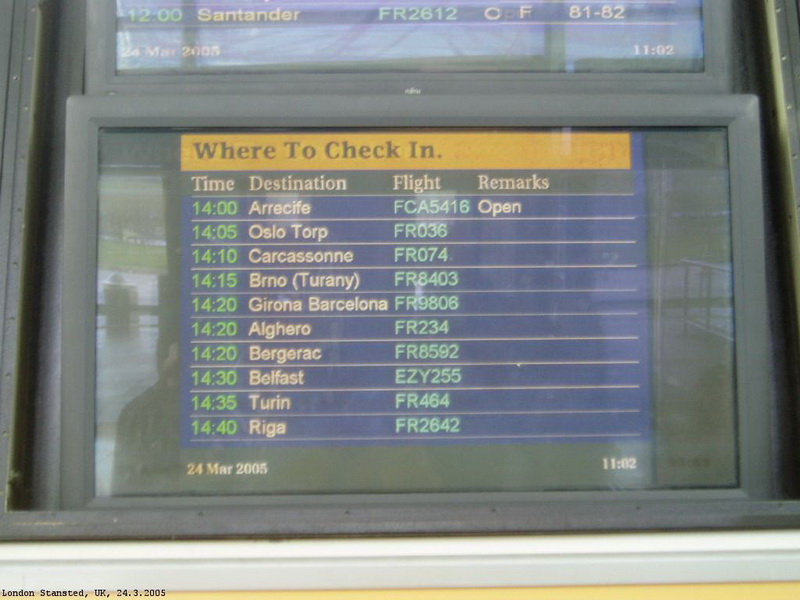 12:00 Santander FR2612 C - F 81-82
24 Mar 2005 11:02
Where To Check In.
Time Destination Flight Remarks
14:00 Arrecife FCA5416 Open
14:05 Oslo Torp FR036
14:10 Carcassonne FR074
14:15 Brno (Turany) FR8403
14:20 Girona Barcelona FR9806
14:20 Alghero FR234
14:20 Bergerac FR8592
14:30 Belfast EZY255
14:35 Turin FR464
14:40 Riga FR2642
24 Mar 2005 11:02
London Stansted, UK, 24.3.2005